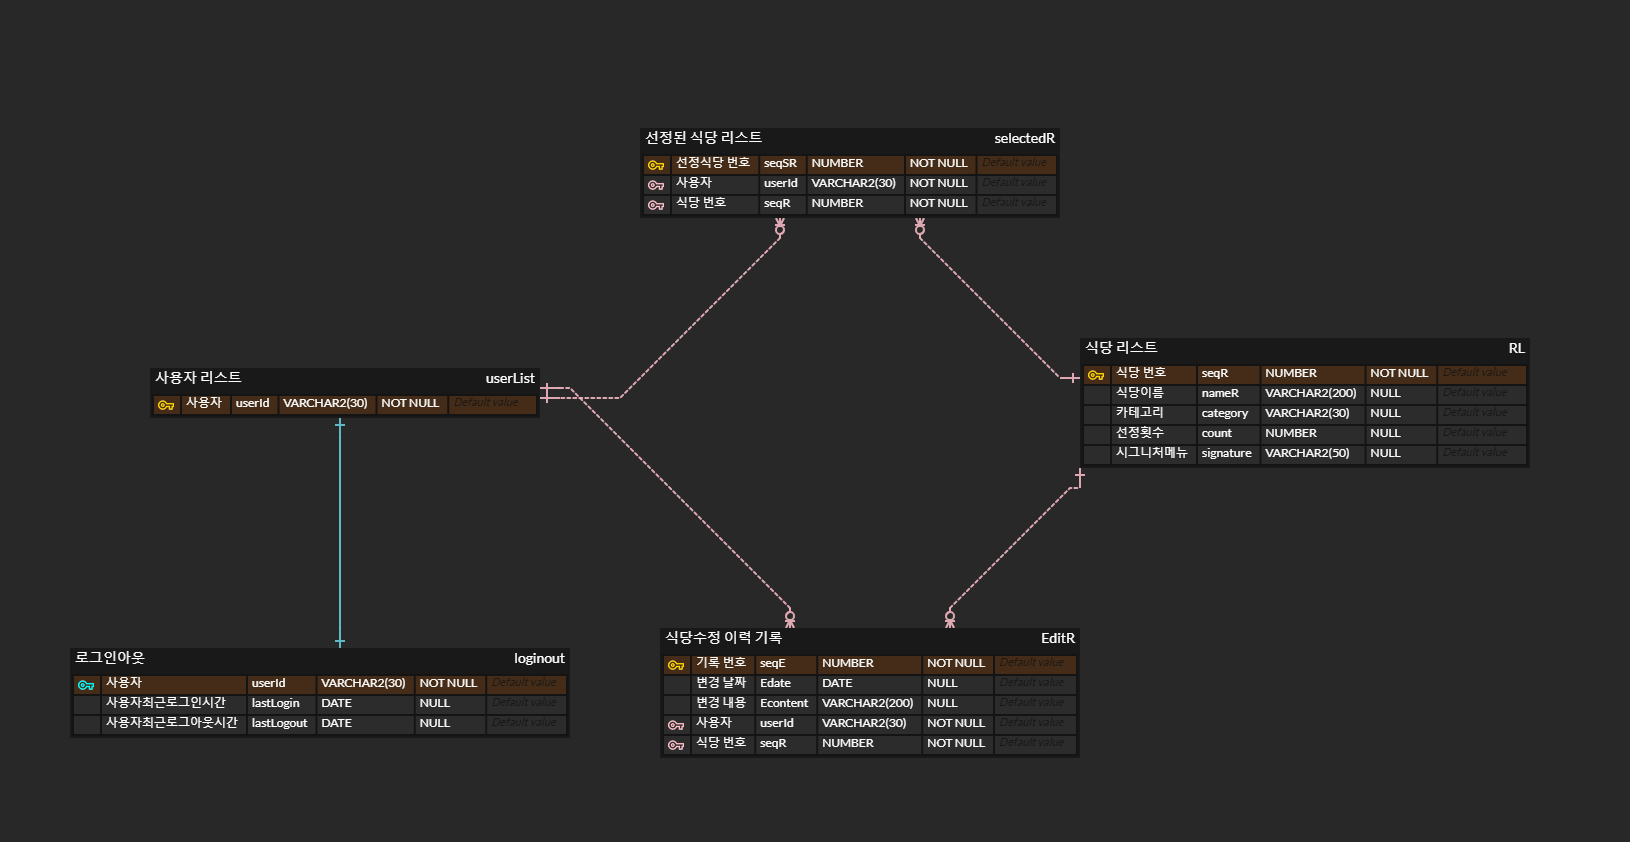 선정된 식당 리스트 selectedR
선정식당 번호 seqSR NUMBER NOT NULL Default value
사용자 userId VARCHAR2(30) NOT NULL Default value
식당 번호 seqR NUMBER NOT NULL Default value
식당 리스트 RL
식당 번호 seqR NUMBER NOT NULL Default value
식당이름 nameR VARCHAR2(200) NULL Default value
카테고리 category VARCHAR2(30) NULL Default value
선정횟수 count NUMBER NULL Default value
시그니처메뉴 signature VARCHAR2(50) NULL Default value
사용자 리스트 userList
사용자 userId VARCHAR2(30) NOT NULL Default value
식당수정 이력 기록 EditR
기록 번호 seqE NUMBER NOT NULL Default value
변경 날짜 Edate DATE NULL Default value
변경 내용 Econtent VARCHAR2(200) NULL Default value
사용자 userId VARCHAR2(30) NOT NULL Default value
식당 번호 seqR NUMBER NOT NULL Default value
로그인아웃 loginout
사용자 userId VARCHAR2(30) NOT NULL Default value
사용자최근로그인시간 lastLogin DATE NULL Default value
사용자최근로그아웃시간 lastLogout DATE NULL Default value